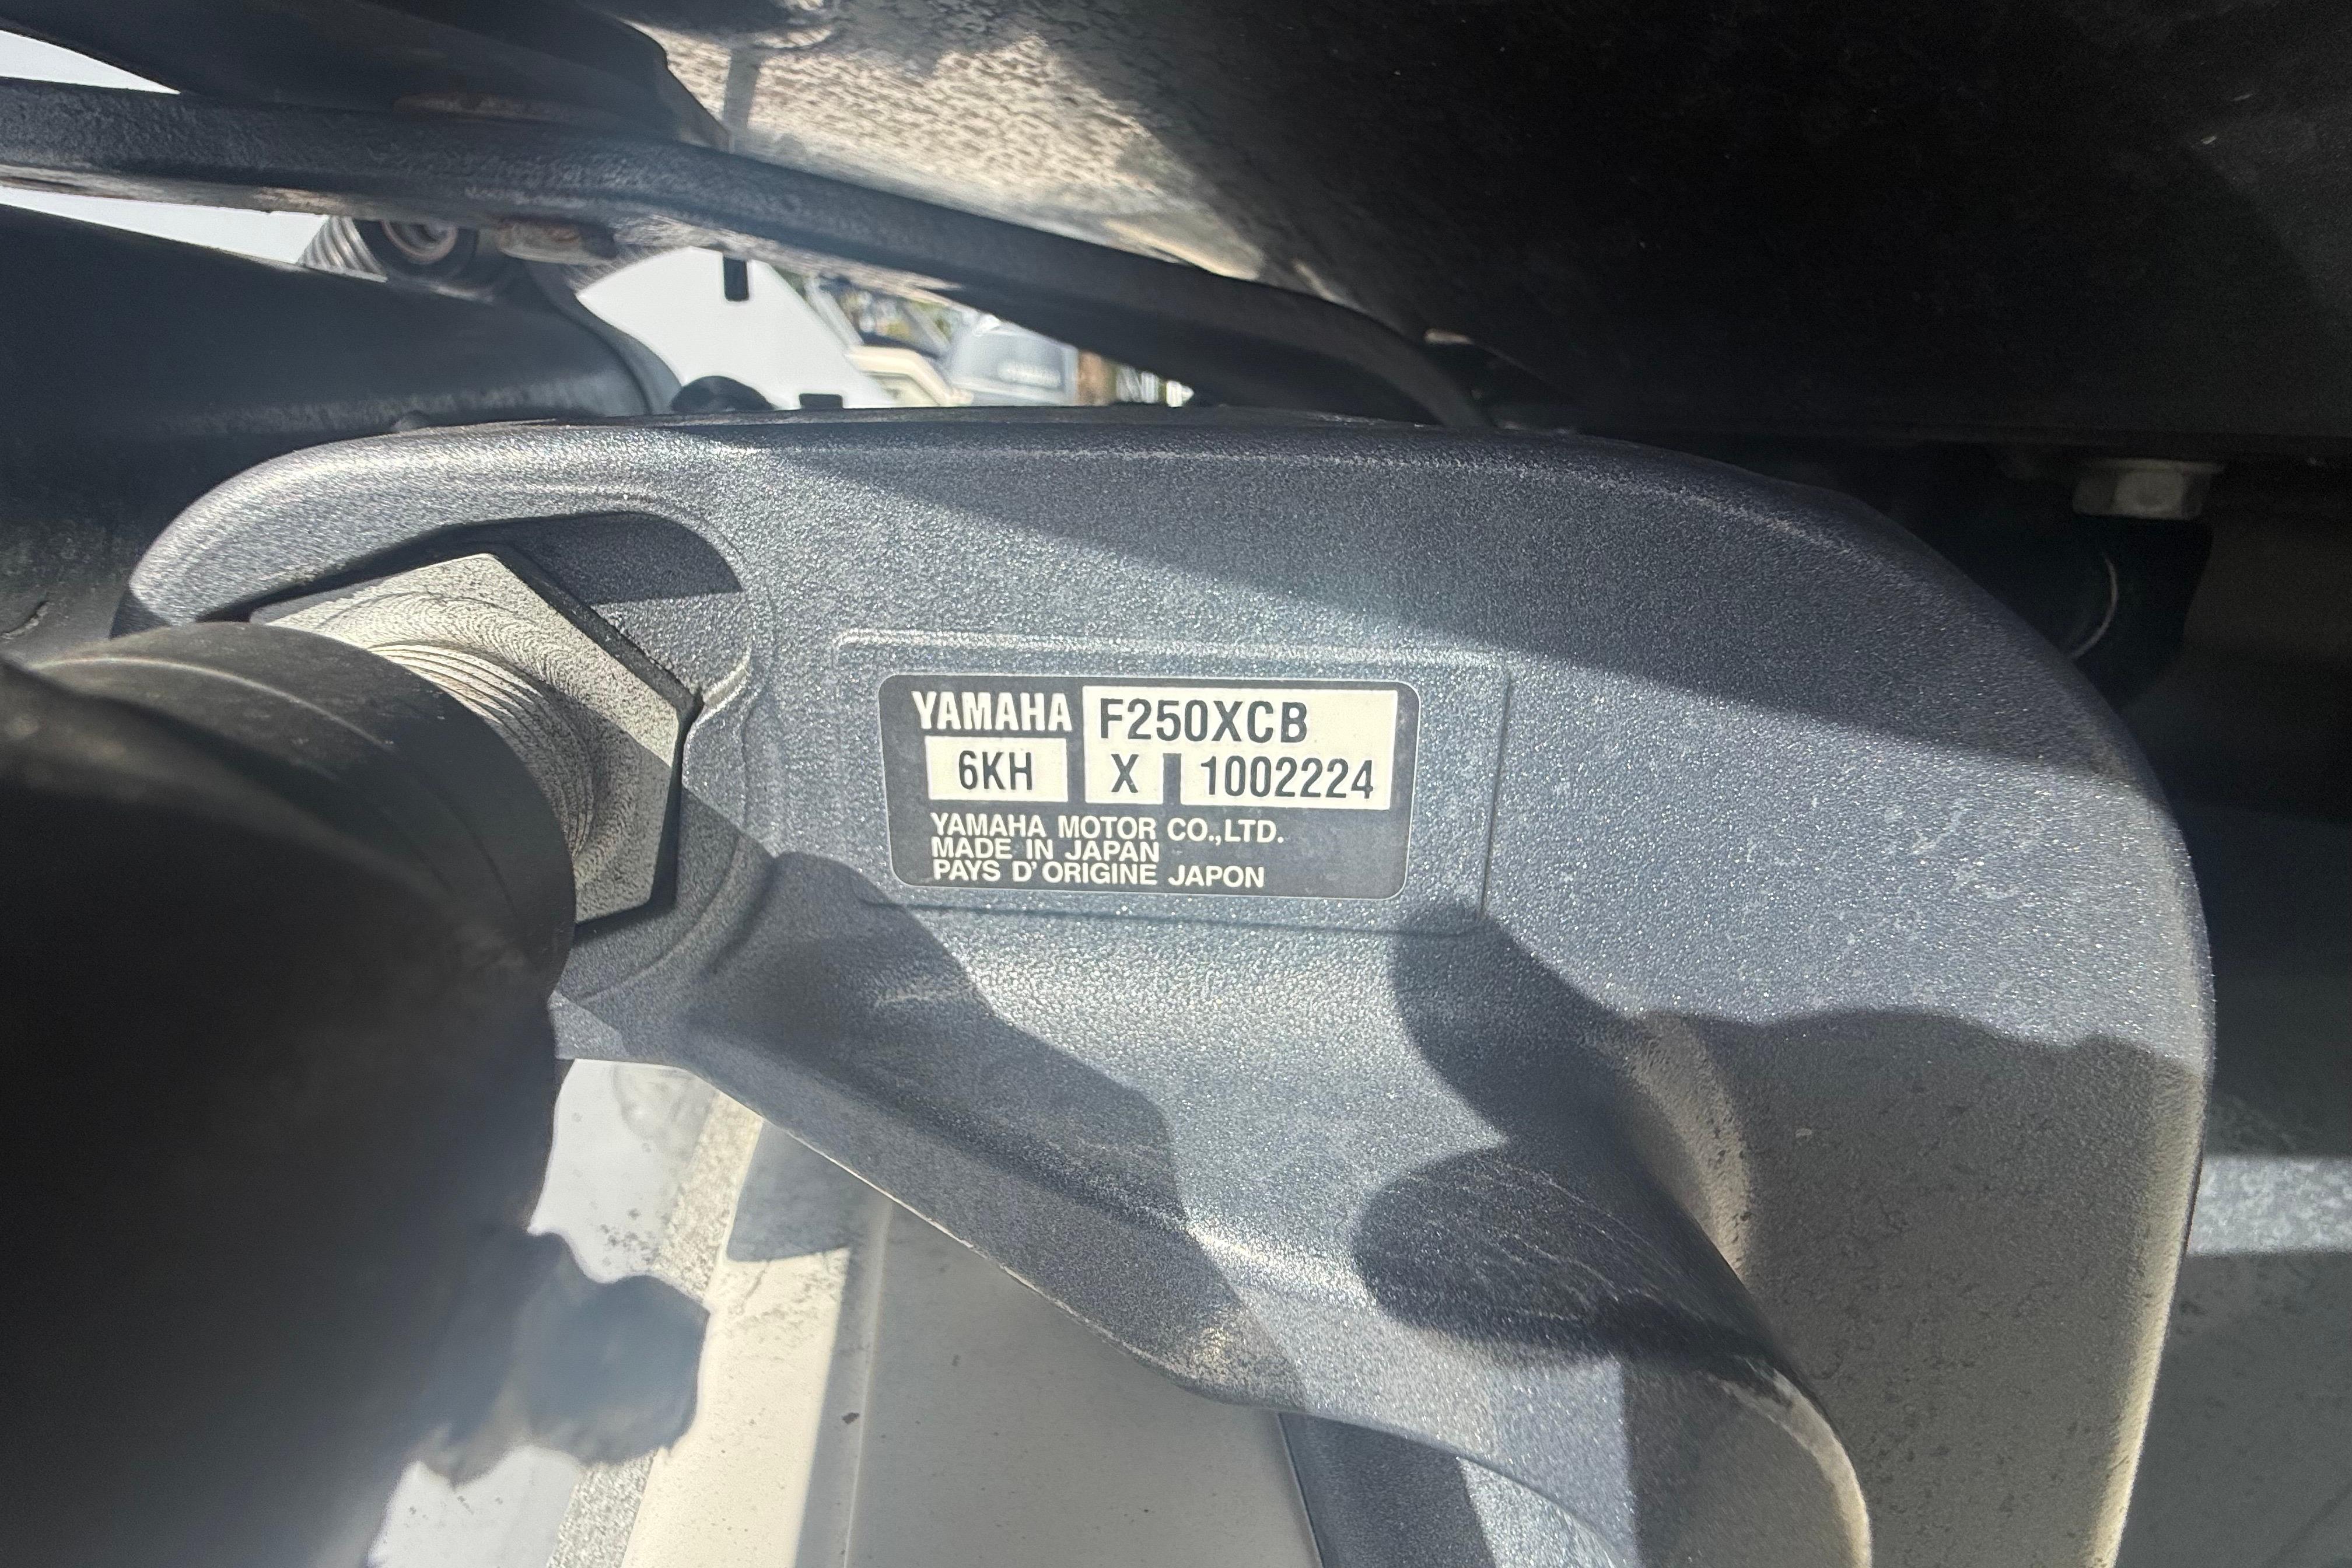 YAMAHA F250XCB
6KH X 1002224
YAMAHA MOTOR CO.,LTD.
MADE IN JAPAN
PAYS D'ORIGINE JAPON